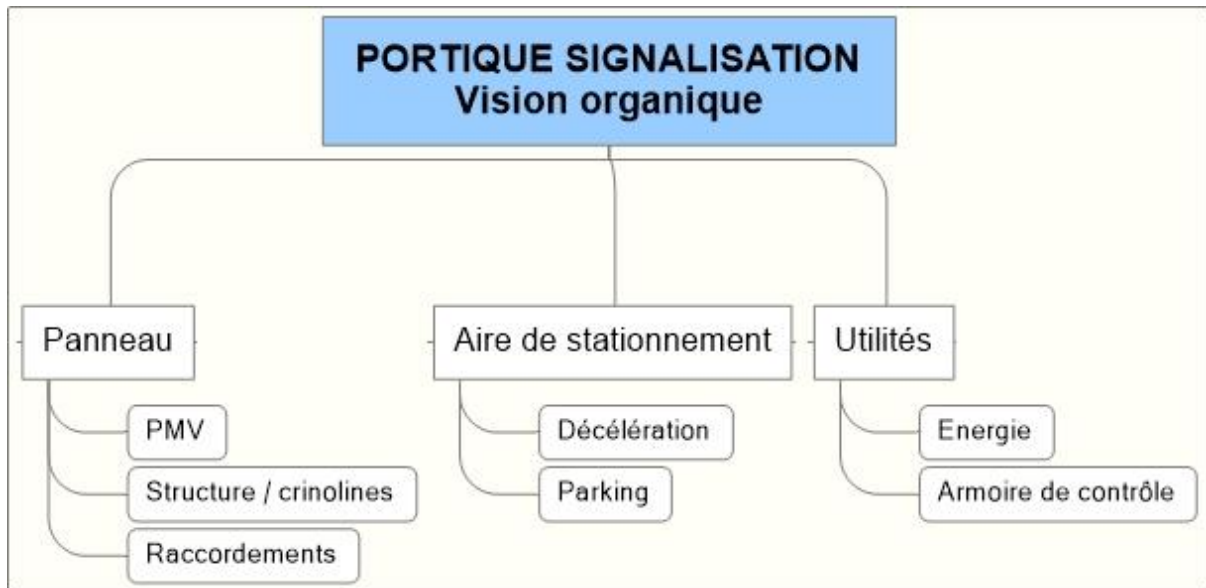 PORTIQUE SIGNALISATION
Vision organique
Panneau
PMV
Structure / crinolines
Raccordements
Aire de stationnement
Décélération
Parking
Utilités
Energie
Armoire de contrôle